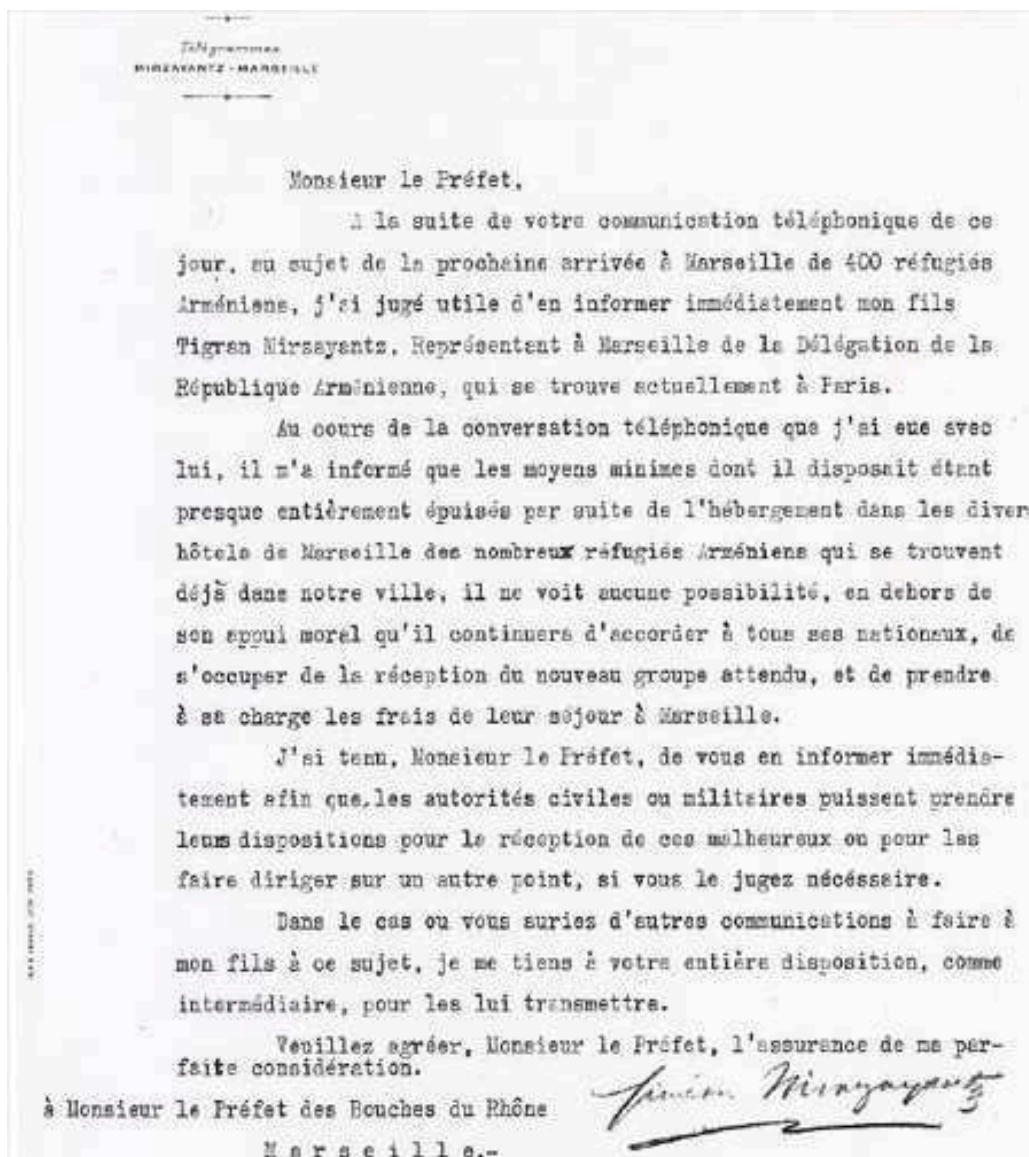 Télégrammes
MIRZAYANTZ - MARSEILLE
Monsieur le Préfet,
A la suite de votre communication téléphonique de ce
jour, au sujet de la prochaine arrivée à Marseille de 400 réfugiés
Arméniens, j'ai jugé utile d'en informer immédiatement mon fils
Tigran Mirzayantz, Représentant à Marseille de la Délégation de la
République Arménienne, qui se trouve actuellement à Paris.
Au cours de la conversation téléphonique que j'ai eue avec
lui, il m'a informé que les moyens minimes dont il disposait étant
presque entièrement épuisés par suite de l'hébergement dans les diver
hôtels de Marseille des nombreux réfugiés Arméniens qui se trouvent
déjà dans notre ville, il ne voit aucune possibilité, en dehors de
son appui moral qu'il continuera d'accorder à tous ses nationaux, de
s'occuper de la réception du nouveau groupe attendu, et de prendre
à sa charge les frais de leur séjour à Marseille.
J'ai tenu, Monsieur le Préfet, de vous en informer immédia-
tement afin que,les autorités civiles ou militaires puissent prendre
leurs dispositions pour la réception de ces malheureux ou pour les
faire diriger sur un autre point, si vous le jugez nécéssaire.
Dans le cas ou vous auriez d'autres communications à faire à
mon fils à ce sujet, je me tiens à votre entière disposition, comme
intermédiaire, pour les lui transmettre.
Veuillez agréer, Monsieur le Préfet, l'assurance de ma par-
faite considération.
Siméon Mirzayantz
à Monsieur le Préfet des Bouches du Rhône
Marseille.-